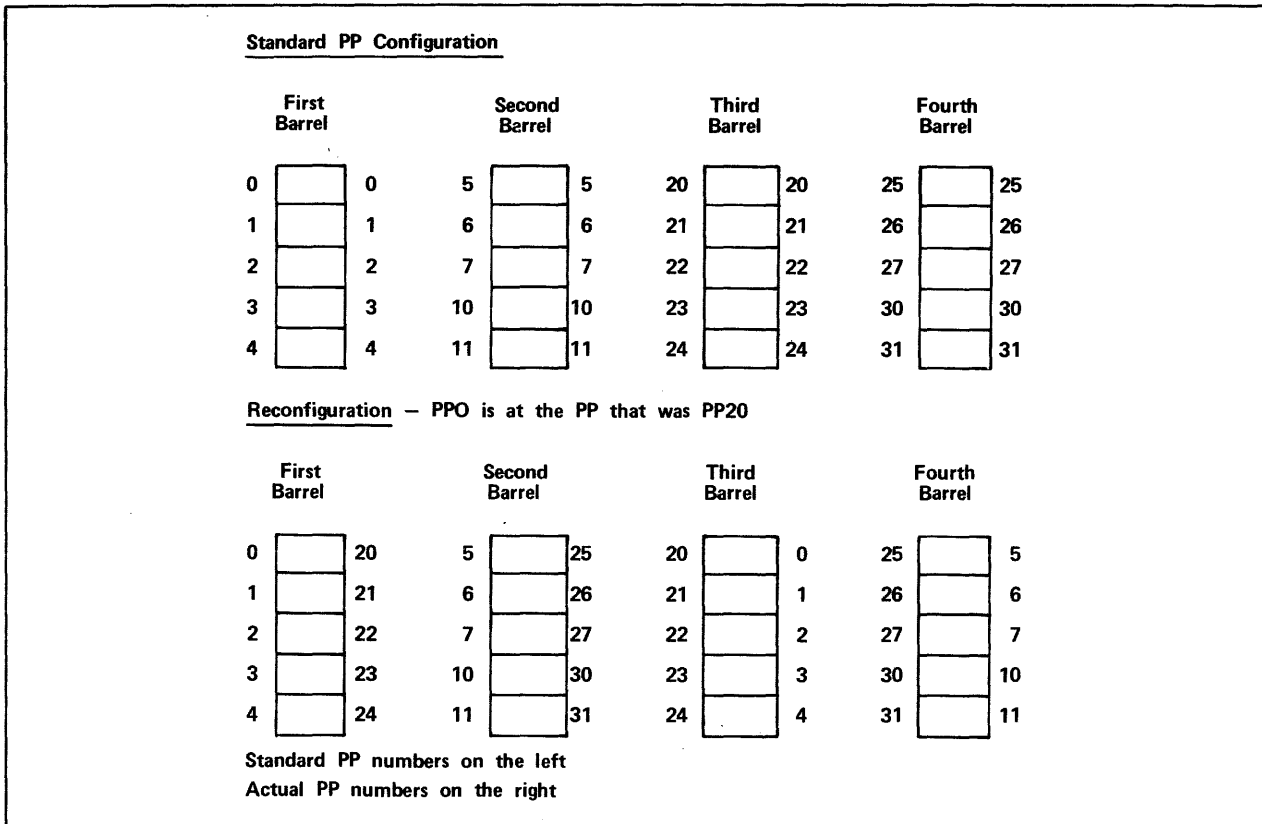 Standard PP Configuration
First Barrel Second Barrel Third Barrel Fourth Barrel
0 0 5 5 20 20 25 25
1 1 6 6 21 21 26 26
2 2 7 7 22 22 27 27
3 3 10 10 23 23 30 30
4 4 11 11 24 24 31 31
Reconfiguration — PPO is at the PP that was PP20
First Barrel Second Barrel Third Barrel Fourth Barrel
0 20 5 25 20 0 25 5
1 21 6 26 21 1 26 6
2 22 7 27 22 2 27 7
3 23 10 30 23 3 30 10
4 24 11 31 24 4 31 11
Standard PP numbers on the left
Actual PP numbers on the right